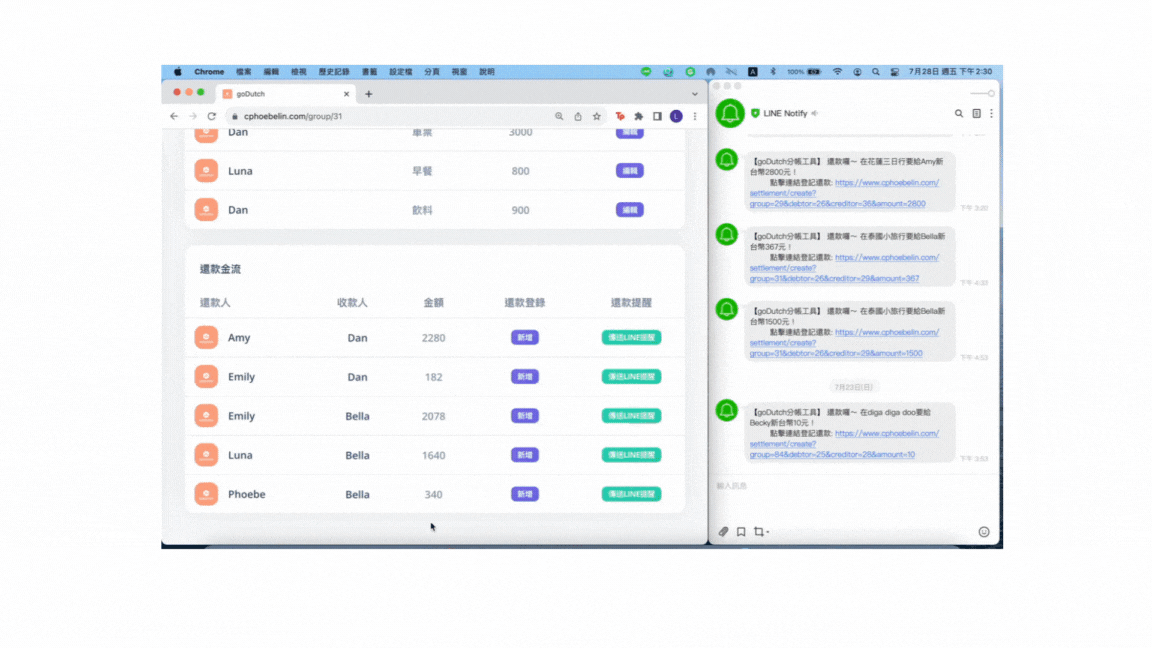 Chrome 檔案 編輯 檢視 歷史記錄 書籤 設定檔 分頁 視窗 說明 100% A 7月28日 週五 下午 2:30
goDutch
cphoebelin.com/group/31
Dan 3000 編輯
Luna 早餐 800 編輯
Dan 飲料 900 編輯
還款金流
還款人 收款人 金額 還款登錄 還款提醒
Amy Dan 2280 新增 傳送LINE提醒
Emily Dan 182 新增 傳送LINE提醒
Emily Bella 2078 新增 傳送LINE提醒
Luna Bella 1640 新增 傳送LINE提醒
Phoebe Bella 340 新增 傳送LINE提醒
LINE Notify
【goDutch分帳工具】 還款囉～ 在花蓮三日行要給Amy新
台幣2800元！
點擊連結登記還款: https://www.cphoebelin.com/
settlement/create?
group=29&debtor=26&creditor=36&amount=2800
下午 3:02
【goDutch分帳工具】 還款囉～ 在泰國小旅行要給Bella新
台幣367元！
點擊連結登記還款: https://www.cphoebelin.com/
settlement/create?
group=31&debtor=26&creditor=29&amount=367
下午 4:33
【goDutch分帳工具】 還款囉～ 在泰國小旅行要給Bella新
台幣1500元！
點擊連結登記還款: https://www.cphoebelin.com/
settlement/create?
group=31&debtor=26&creditor=29&amount=1500
下午 4:53
7月23日(日)
【goDutch分帳工具】 還款囉～ 在diga diga doo要給
Becky新台幣10元！
點擊連結登記還款: https://www.cphoebelin.com/
settlement/create?
group=84&debtor=25&creditor=28&amount=10
下午 3:53
輸入訊息